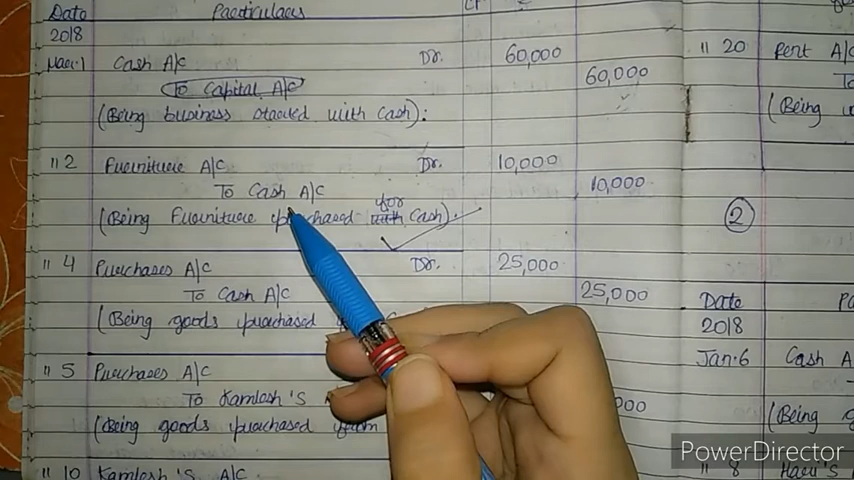 Date Particulars
2018
Mar.1 Cash A/C Dr. 60,000
To Capital A/C 60,000
(Being business started with Cash):
" 2 Furniture A/C Dr. 10,000
To Cash A/C 10,000
for
(Being Furniture purchased with Cash).
" 4 Purchases A/C Dr. 25,000
To Cash A/C 25,000
(Being goods purchased
" 5 Purchases A/C
To Kamlesh'S
(Being goods purchased from
" 10 Kamlesh'S A/C
" 20 Rent A/C
To
(Being
2
Date
2018
Jan.6 Cash A
(Being
" 8 Hari'S
PowerDirector